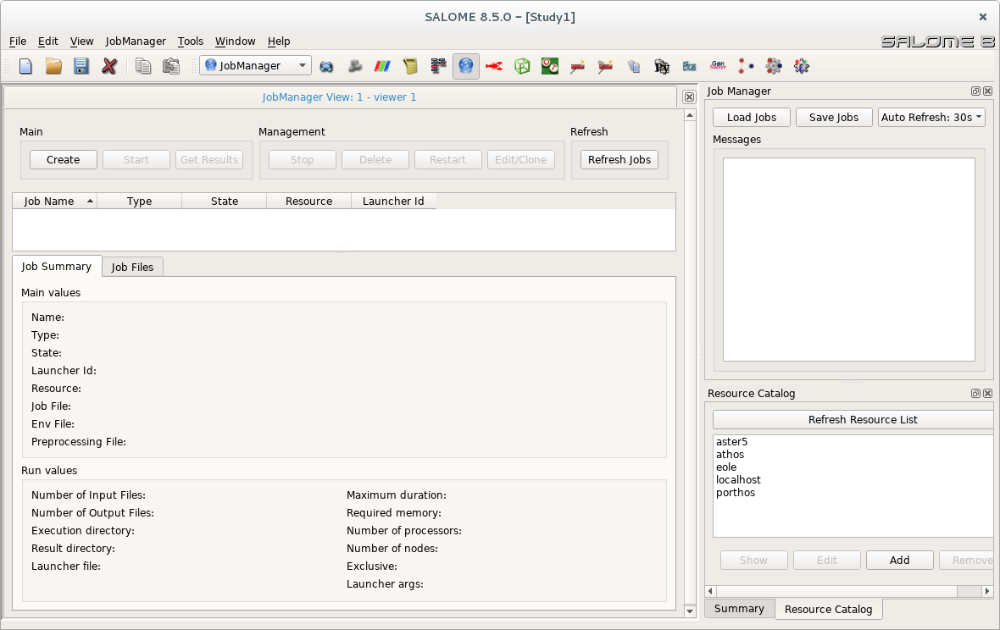 SALOME 8.5.0 – [Study1]
File Edit View JobManager Tools Window Help
SALOME 8
JobManager
JobManager View: 1 - viewer 1
Main
Management
Refresh
Create Start Get Results
Stop Delete Restart Edit/Clone
Refresh Jobs
Job Name Type State Resource Launcher Id
Job Summary Job Files
Main values
Name:
Type:
State:
Launcher Id:
Resource:
Job File:
Env File:
Preprocessing File:
Run values
Number of Input Files:
Number of Output Files:
Execution directory:
Result directory:
Launcher file:
Maximum duration:
Required memory:
Number of processors:
Number of nodes:
Exclusive:
Launcher args:
Job Manager
Load Jobs Save Jobs Auto Refresh: 30s
Messages
Resource Catalog
Refresh Resource List
aster5
athos
eole
localhost
porthos
Show Edit Add Remove
Summary Resource Catalog